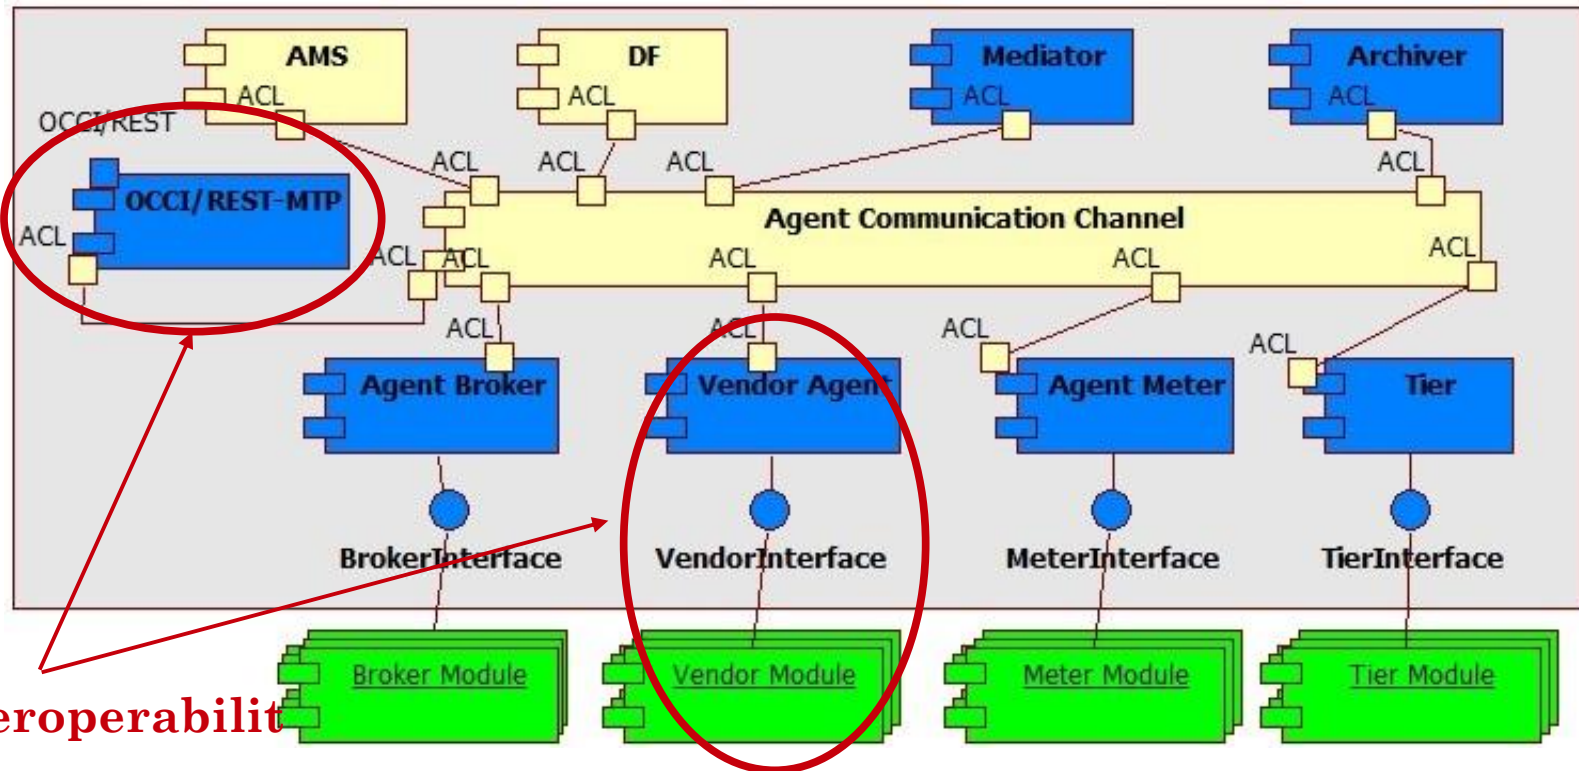 AMS
DF
Mediator
Archiver
ACL
ACL
ACL
ACL
OCCI/REST
ACL
ACL
ACL
ACL
OCCI/REST-MTP
Agent Communication Channel
ACL
ACL
ACL
ACL
ACL
ACL
ACL
ACL
ACL
ACL
Agent Broker
Vendor Agent
Agent Meter
Tier
BrokerInterface
VendorInterface
MeterInterface
TierInterface
Broker Module
Vendor Module
Meter Module
Tier Module
eroperabilit